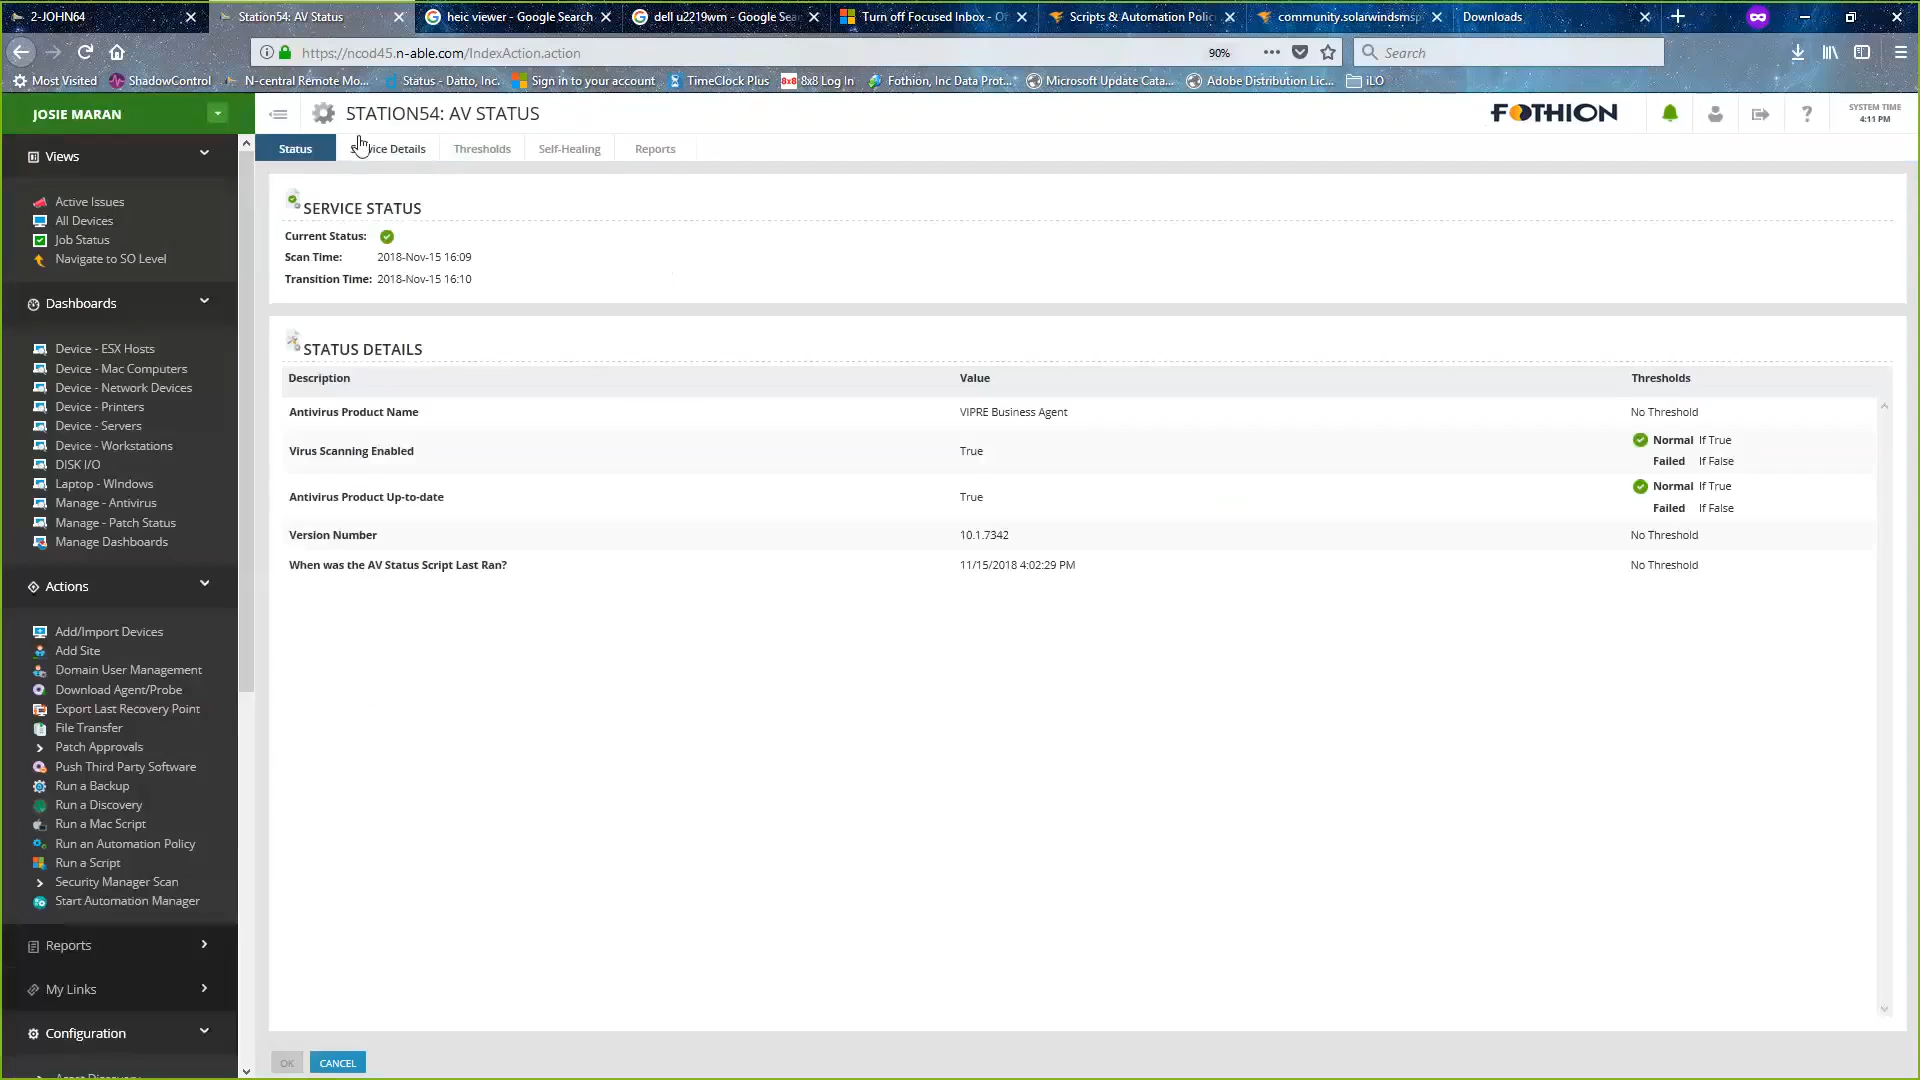 2-JOHN64
Station54: AV Status
heic viewer - Google Search
dell u2219wm - Google Sea
Turn off Focused Inbox - O
Scripts & Automation Polic
community.solarwindsmsp
Downloads
https://ncod45.n-able.com/IndexAction.action
90%
Search
Most Visited
ShadowControl
N-central Remote Mo...
Status - Datto, Inc.
Sign in to your account
TimeClock Plus
8x8 8x8 Log In
Fothion, Inc Data Prot...
Microsoft Update Cata...
Adobe Distribution Lic...
iLO
JOSIE MARAN
STATION54: AV STATUS
FOTHION
SYSTEM TIME
4:11 PM
Status
Service Details
Thresholds
Self-Healing
Reports
Views
Active Issues
All Devices
Job Status
Navigate to SO Level
Dashboards
Device - ESX Hosts
Device - Mac Computers
Device - Network Devices
Device - Printers
Device - Servers
Device - Workstations
DISK I/O
Laptop - WIndows
Manage - Antivirus
Manage - Patch Status
Manage Dashboards
Actions
Add/Import Devices
Add Site
Domain User Management
Download Agent/Probe
Export Last Recovery Point
File Transfer
Patch Approvals
Push Third Party Software
Run a Backup
Run a Discovery
Run a Mac Script
Run an Automation Policy
Run a Script
Security Manager Scan
Start Automation Manager
Reports
My Links
Configuration
SERVICE STATUS
Current Status:
Scan Time: 2018-Nov-15 16:09
Transition Time: 2018-Nov-15 16:10
STATUS DETAILS
Description Value Thresholds
Antivirus Product Name VIPRE Business Agent No Threshold
Virus Scanning Enabled True Normal If True
Failed If False
Antivirus Product Up-to-date True Normal If True
Failed If False
Version Number 10.1.7342 No Threshold
When was the AV Status Script Last Ran? 11/15/2018 4:02:29 PM No Threshold
OK
CANCEL